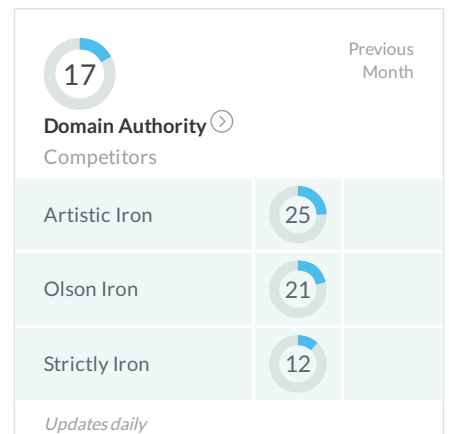 17
Previous
Month
Domain Authority
Competitors
Artistic Iron 25
Olson Iron 21
Strictly Iron 12
Updates daily